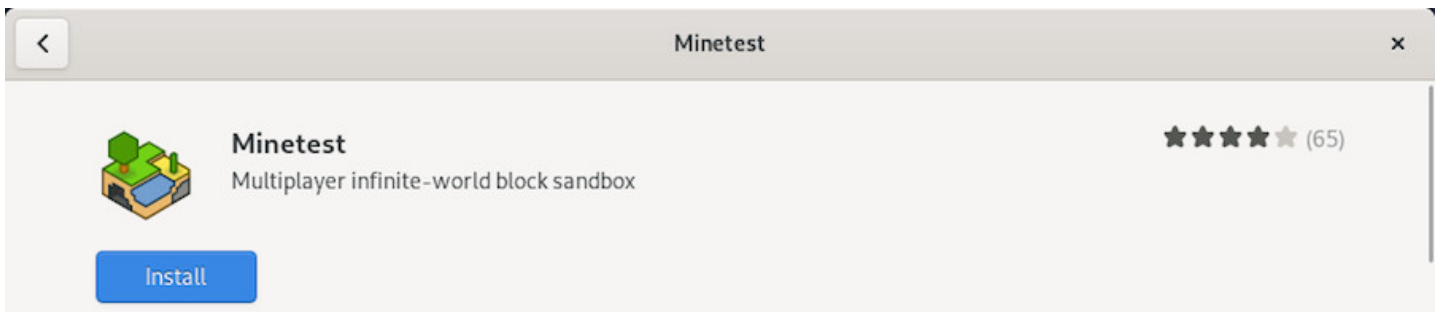 Minetest
Minetest
(65)
Multiplayer infinite-world block sandbox
Install